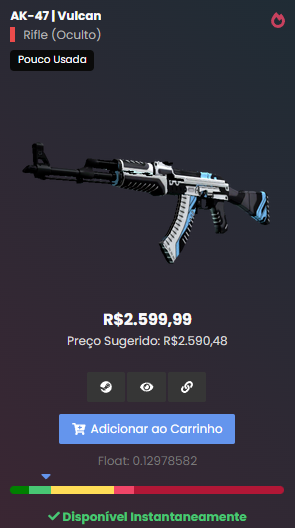 AK-47 | Vulcan
Rifle (Oculto)
Pouco Usada
R$2.599,99
Preço Sugerido: R$2.590,48
Adicionar ao Carrinho
Float: 0.12978582
Disponível Instantaneamente